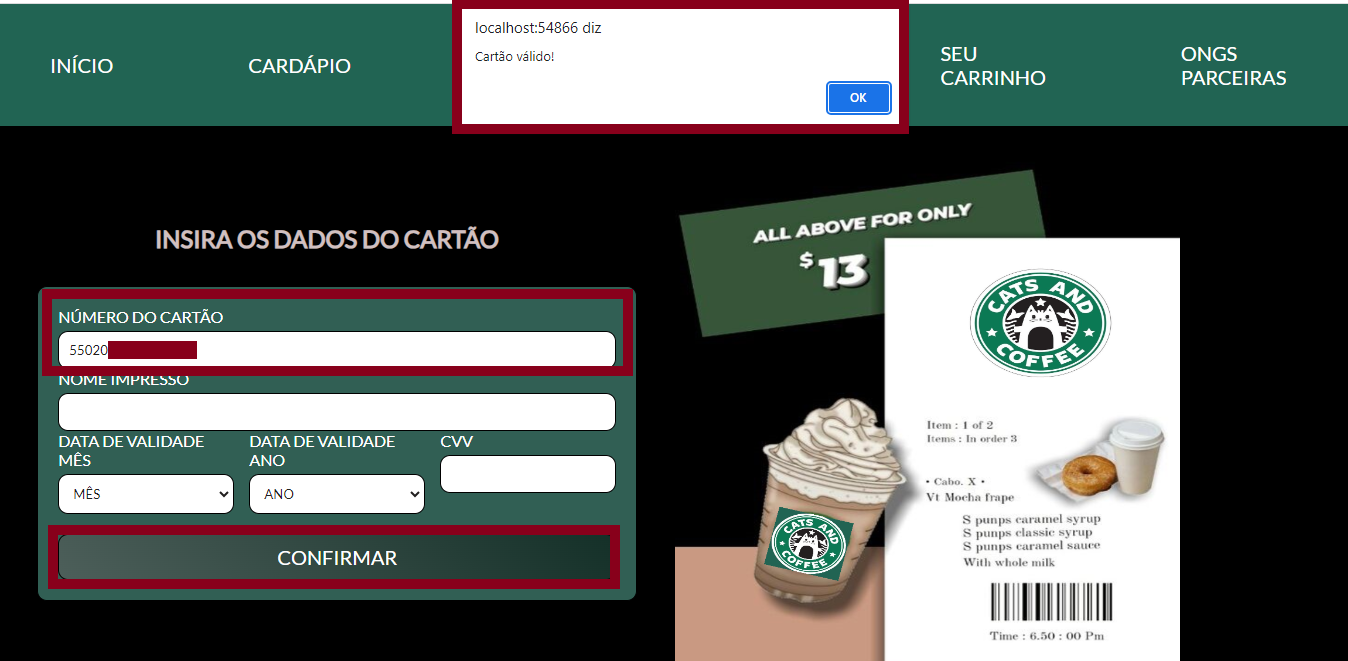 INÍCIO
CARDÁPIO
localhost:54866 diz
Cartão válido!
OK
SEU
CARRINHO
ONGS
PARCEIRAS
INSIRA OS DADOS DO CARTÃO
NÚMERO DO CARTÃO
55020
NOME IMPRESSO
DATA DE VALIDADE
MÊS
DATA DE VALIDADE
ANO
CVV
MÊS
ANO
CONFIRMAR
ALL ABOVE FOR ONLY
$13
CATS AND
COFFEE
Item : 1 of 2
Items : In order 3
• Cabo. X •
Vt Mocha frape
S punps caramel syrup
S punps classic syrup
S punps caramel sauce
With whole milk
Time : 6.50 : 00 Pm
CATS AND
COFFEE